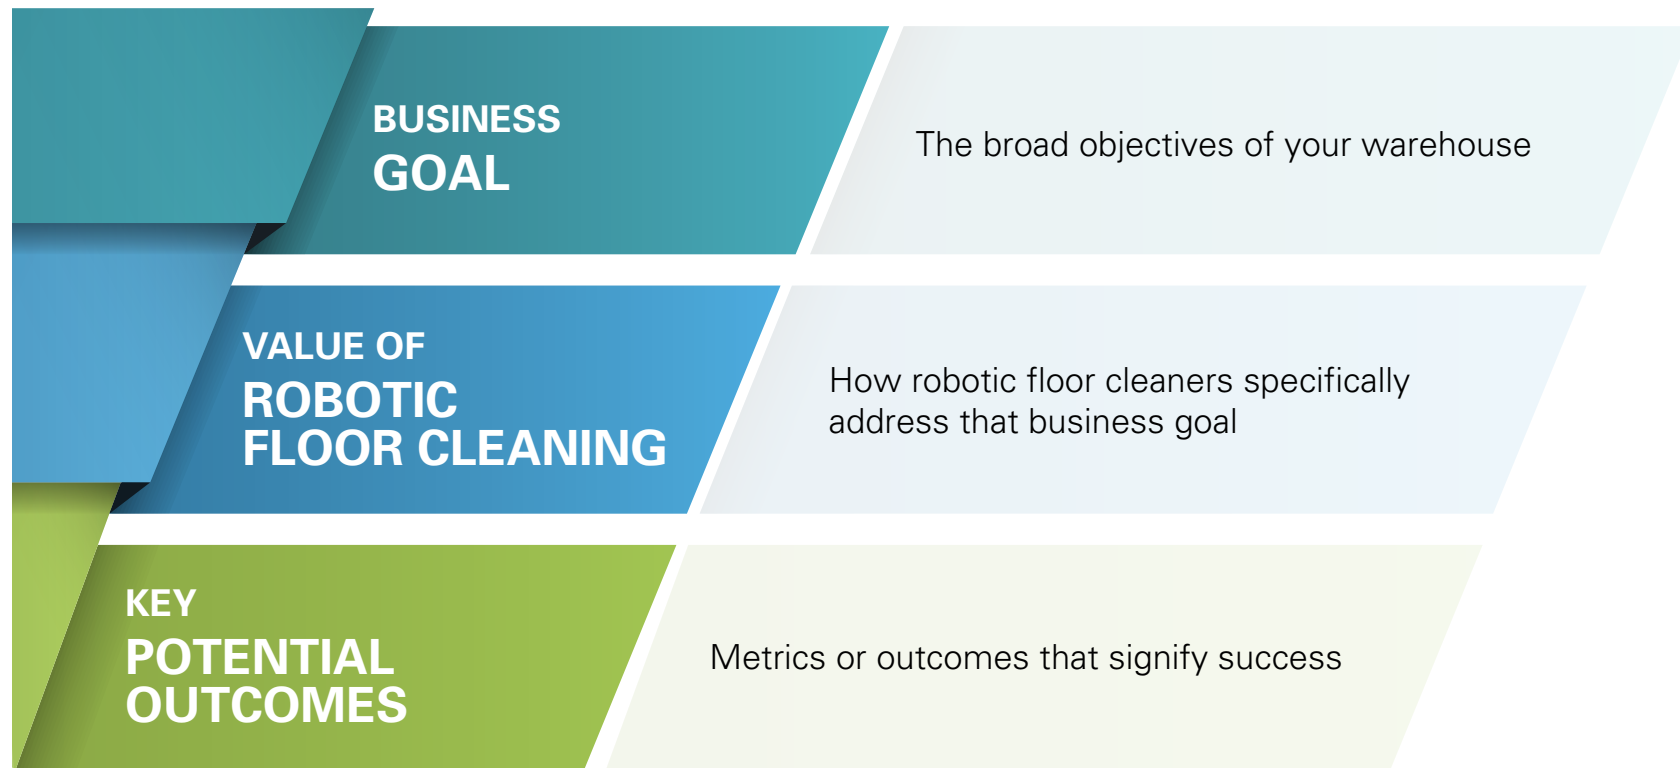 BUSINESS
GOAL
The broad objectives of your warehouse
VALUE OF
ROBOTIC
FLOOR CLEANING
How robotic floor cleaners specifically
address that business goal
KEY
POTENTIAL
OUTCOMES
Metrics or outcomes that signify success